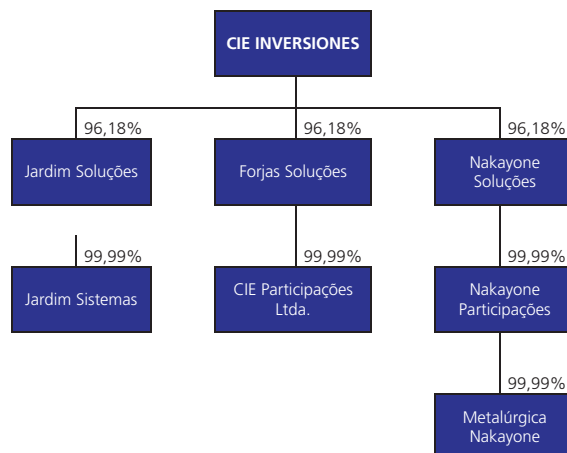 CIE INVERSIONES
96,18%
96,18%
96,18%
Jardim Soluções
Forjas Soluções
Nakayone
Soluções
99,99%
99,99%
99,99%
Jardim Sistemas
CIE Participações
Ltda.
Nakayone
Participações
99,99%
Metalúrgica
Nakayone